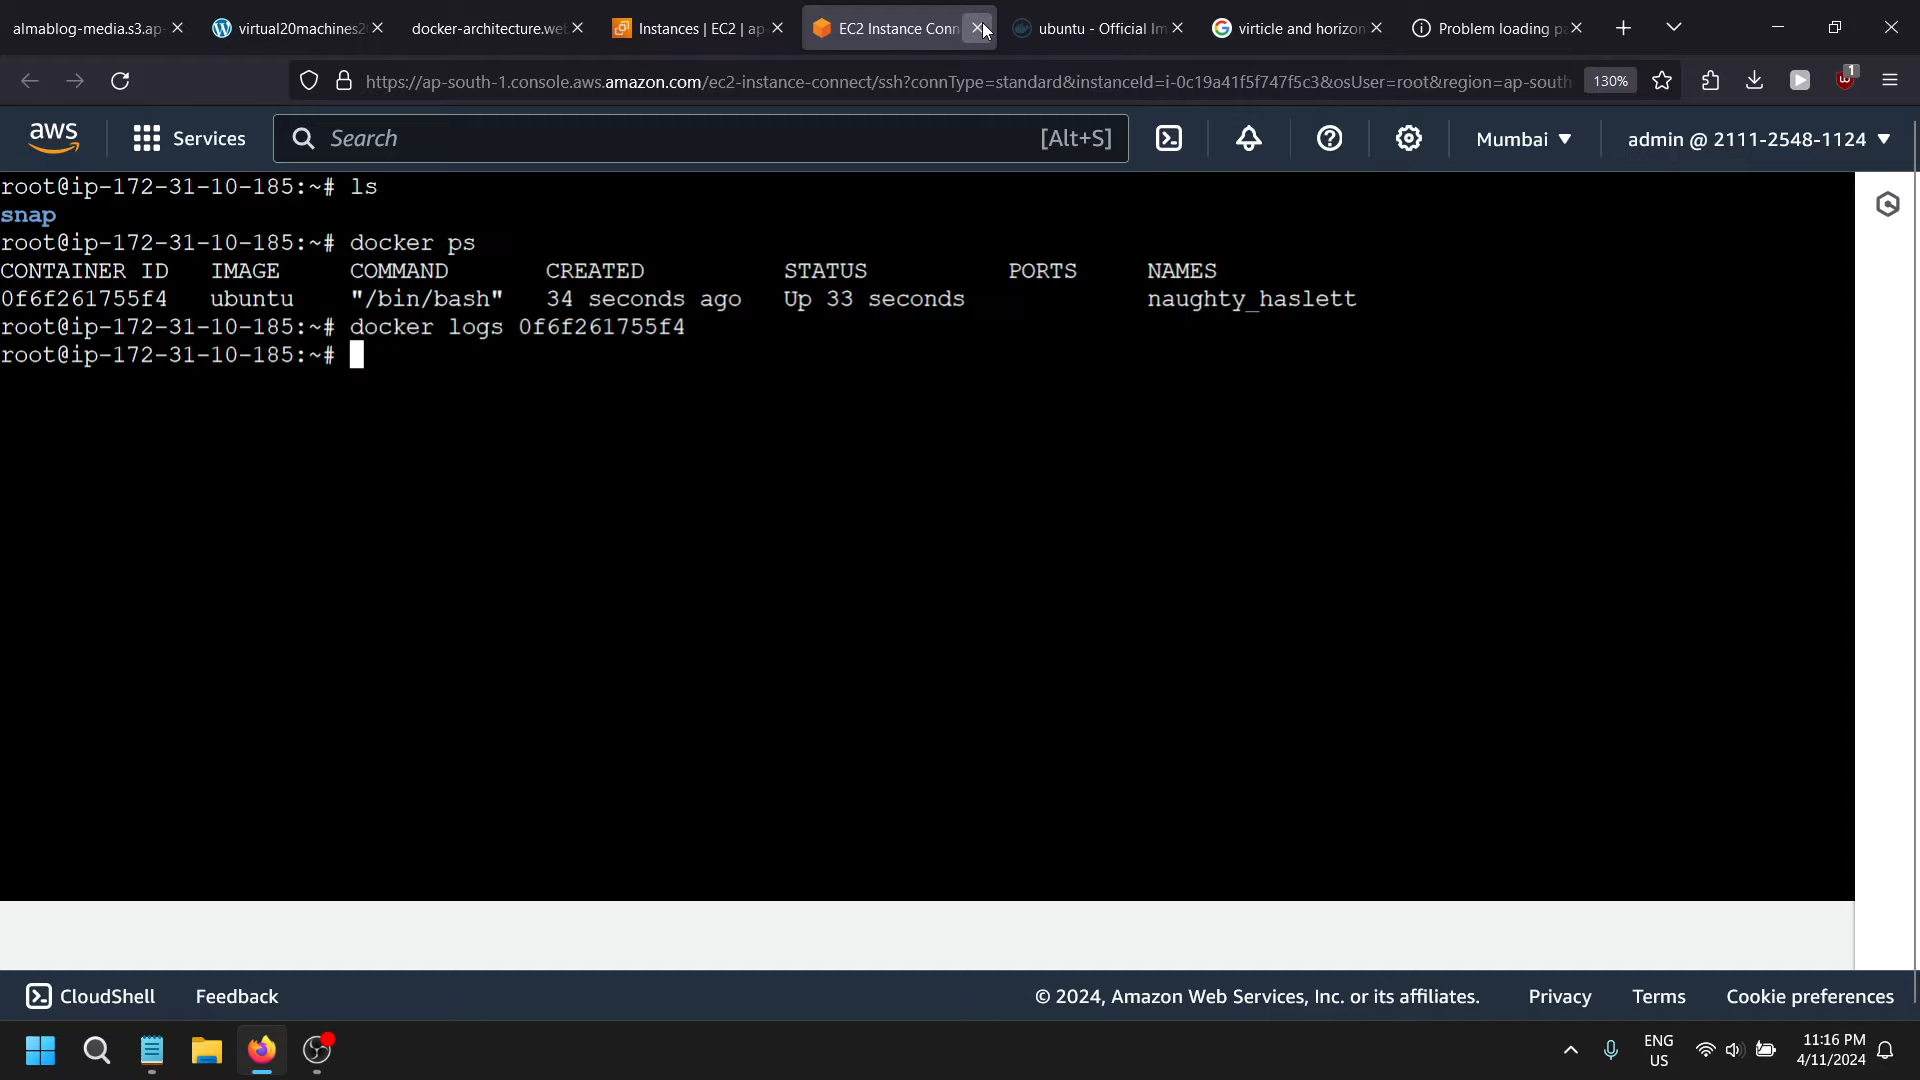 almablog-media.s3.ap-
virtual20machines2
docker-architecture.we
Instances | EC2 | ap-
EC2 Instance Conn
ubuntu - Official Im
virticle and horizon
Problem loading pa
https://ap-south-1.console.aws.amazon.com/ec2-instance-connect/ssh?connType=standard&instanceId=i-0c19a41f5f747f5c3&osUser=root&region=ap-south
130%
1
aws
Services
Search
[Alt+S]
Mumbai
admin @ 2111-2548-1124
root@ip-172-31-10-185:~# ls
snap
root@ip-172-31-10-185:~# docker ps
CONTAINER ID IMAGE COMMAND CREATED STATUS PORTS NAMES
0f6f261755f4 ubuntu "/bin/bash" 34 seconds ago Up 33 seconds naughty_haslett
root@ip-172-31-10-185:~# docker logs 0f6f261755f4
root@ip-172-31-10-185:~#
CloudShell
Feedback
© 2024, Amazon Web Services, Inc. or its affiliates.
Privacy
Terms
Cookie preferences
ENG
US
11:16 PM
4/11/2024